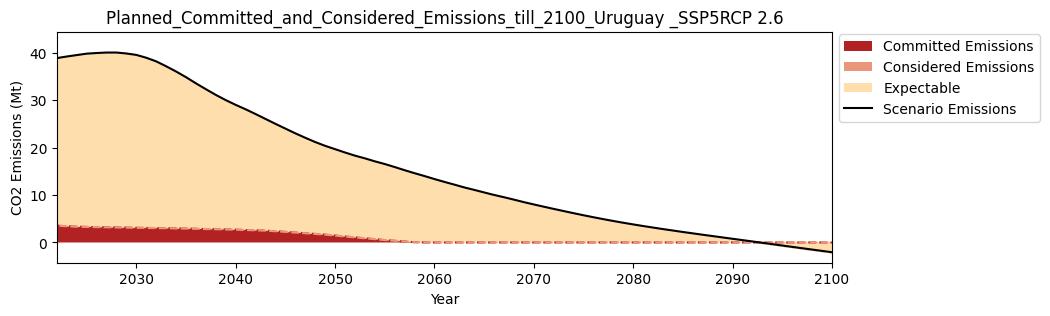 Planned_Committed_and_Considered_Emissions_till_2100_Uruguay _SSP5RCP 2.6
CO2 Emissions (Mt)
40
30
20
10
0
2030
2040
2050
2060
2070
2080
2090
2100
Year
Committed Emissions
Considered Emissions
Expectable
Scenario Emissions